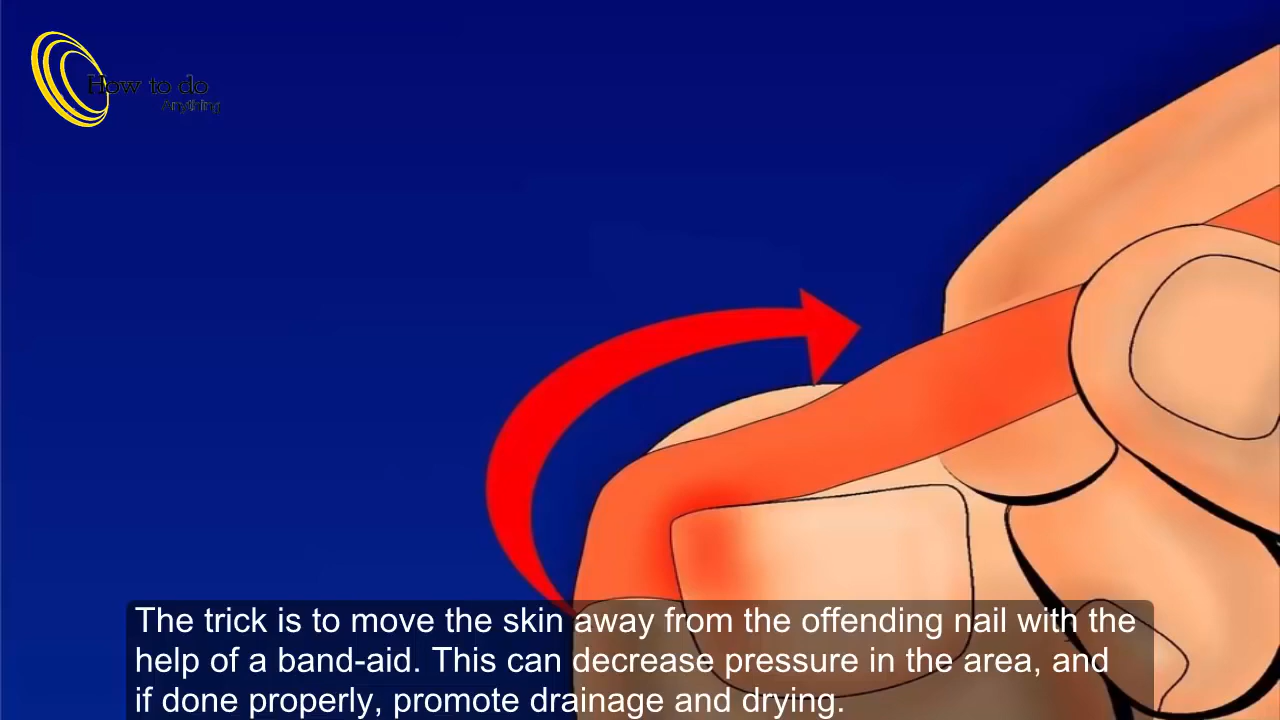 How to do
Anything
The trick is to move the skin away from the offending nail with the
help of a band-aid. This can decrease pressure in the area, and
if done properly, promote drainage and drying.